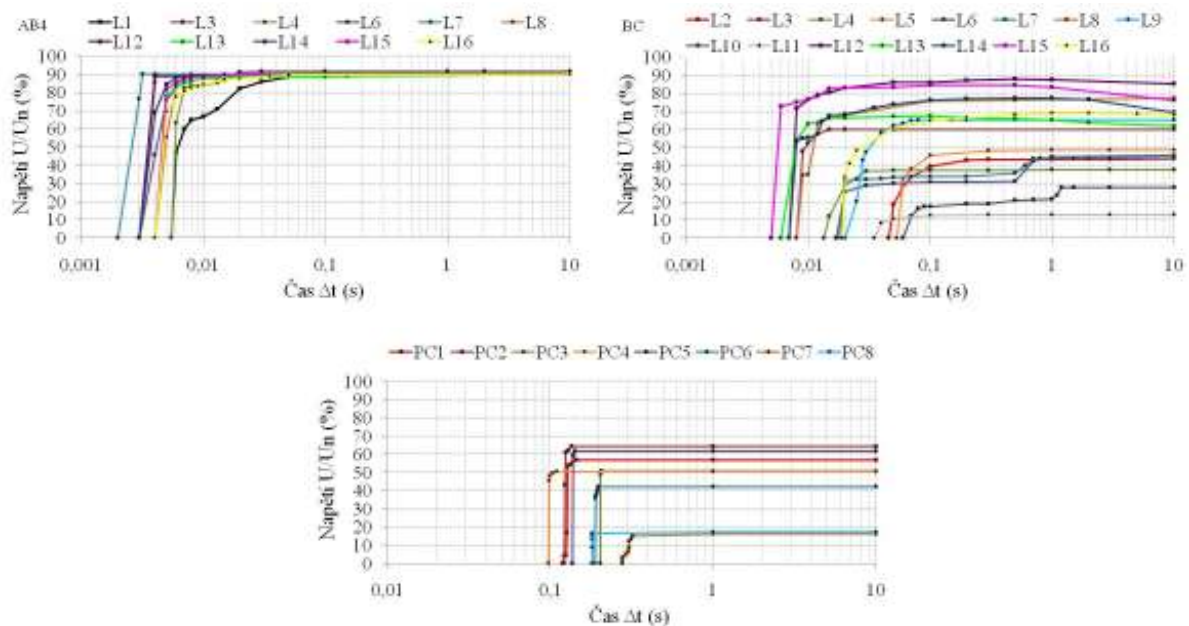 AB4
L1 L3 L4 L6 L7 L8
L12 L13 L14 L15 L16
100
90
80
70
60
50
40
30
20
10
0
Napětí U/Un (%)
0,001 0,01 0,1 1 10
Čas Δt (s)
BC
L2 L3 L4 L5 L6 L7 L8 L9
L10 L11 L12 L13 L14 L15 L16
100
90
80
70
60
50
40
30
20
10
0
Napětí U/Un (%)
0,001 0,01 0,1 1 10
Čas Δt (s)
PC1 PC2 PC3 PC4 PC5 PC6 PC7 PC8
100
90
80
70
60
50
40
30
20
10
0
Napětí U/Un (%)
0,01 0,1 1 10
Čas Δt (s)